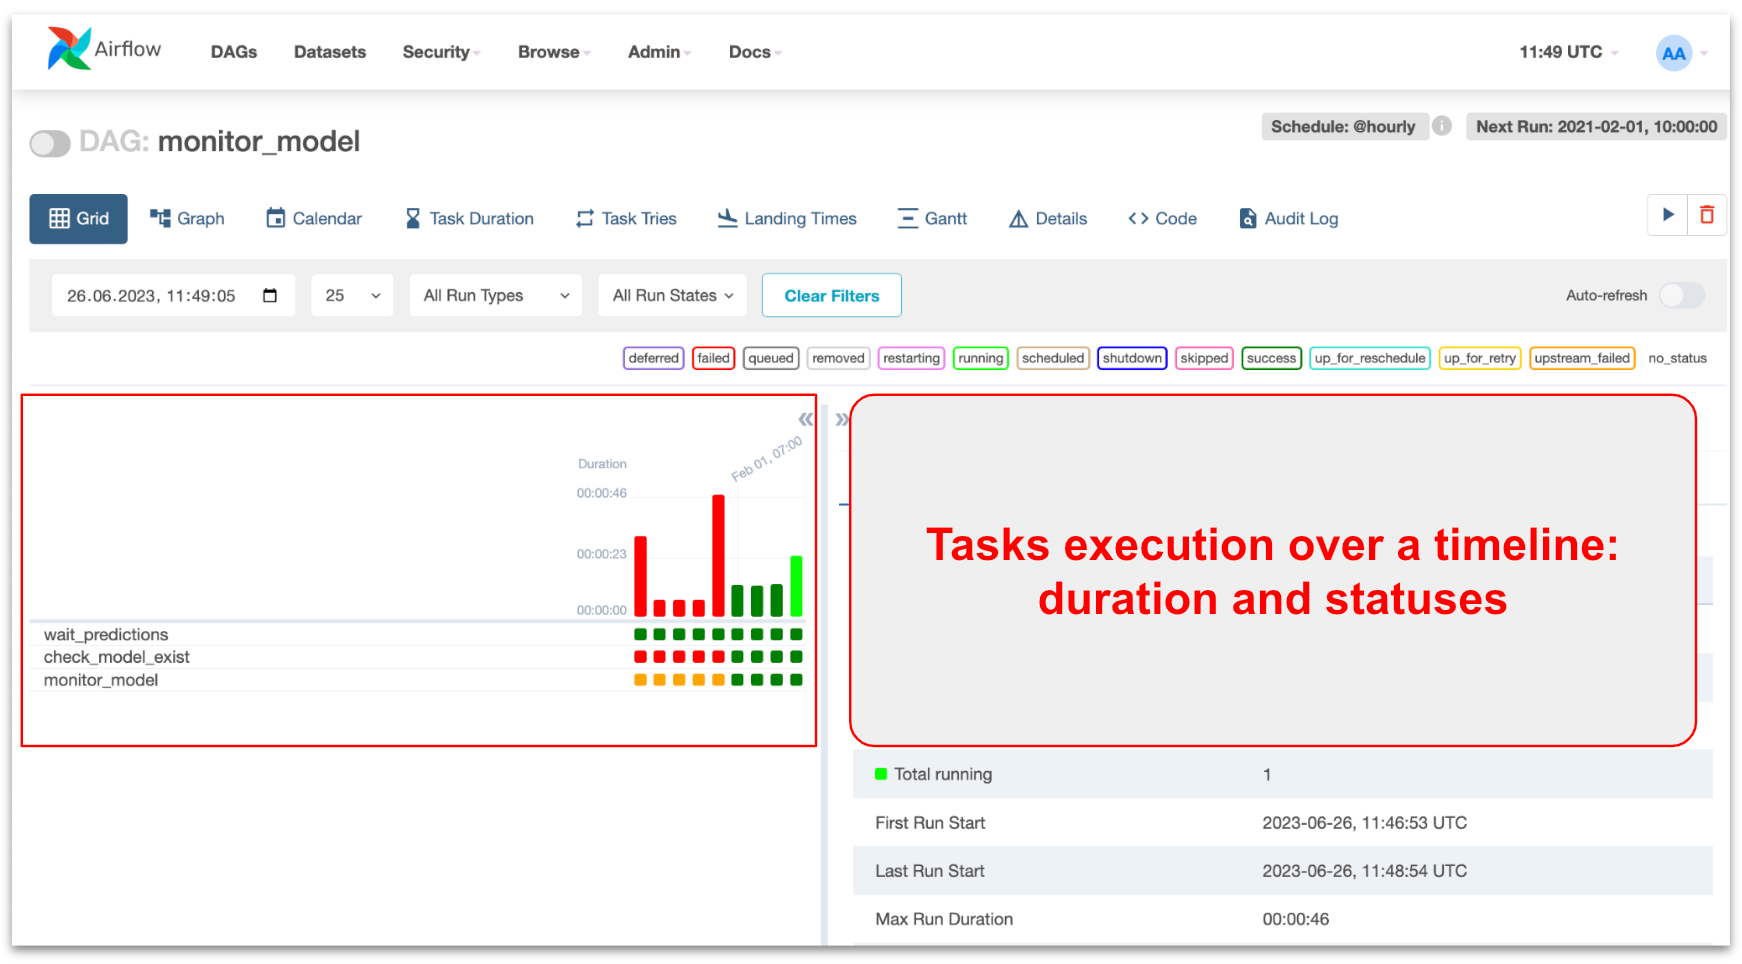 Airflow
DAGs
Datasets
Security
Browse
Admin
Docs
11:49 UTC
AA
DAG: monitor_model
Schedule: @hourly
i
Next Run: 2021-02-01, 10:00:00
Grid
Graph
Calendar
Task Duration
Task Tries
Landing Times
Gantt
Details
Code
Audit Log
26.06.2023, 11:49:05
25
All Run Types
All Run States
Clear Filters
Auto-refresh
deferred
failed
queued
removed
restarting
running
scheduled
shutdown
skipped
success
up_for_reschedule
up_for_retry
upstream_failed
no_status
Feb 01, 07:00
Duration
00:00:46
00:00:23
00:00:00
wait_predictions
check_model_exist
monitor_model
Tasks execution over a timeline:
duration and statuses
Total running
1
First Run Start
2023-06-26, 11:46:53 UTC
Last Run Start
2023-06-26, 11:48:54 UTC
Max Run Duration
00:00:46